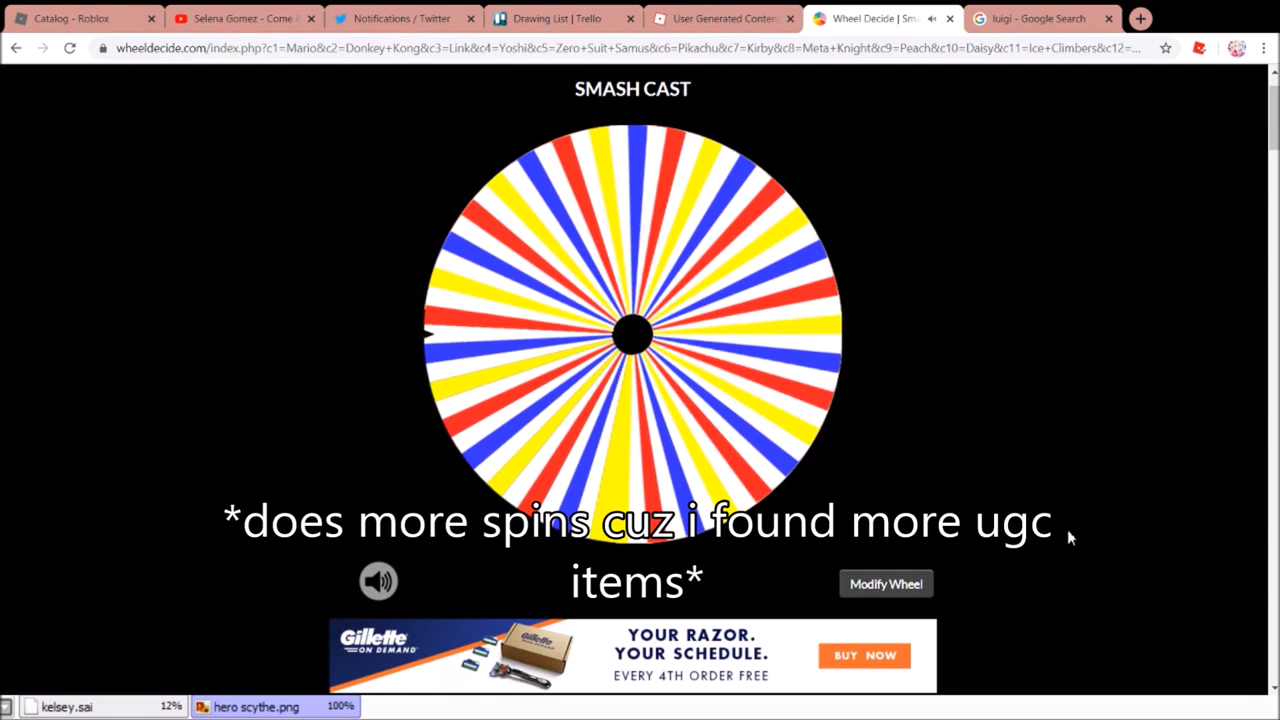 Catalog - Roblox
Selena Gomez - Come &
Notifications / Twitter
Drawing List | Trello
User Generated Conten
Wheel Decide | Sma
luigi - Google Search
wheeldecide.com/index.php?c1=Mario&c2=Donkey+Kong&c3=Link&c4=Yoshi&c5=Zero+Suit+Samus&c6=Pikachu&c7=Kirby&c8=Meta+Knight&c9=Peach&c10=Daisy&c11=Ice+Climbers&c12=...
SMASH CAST
*does more spins cuz i found more ugc
items*
Modify Wheel
Gillette
ON DEMAND
YOUR RAZOR.
YOUR SCHEDULE.
EVERY 4TH ORDER FREE
BUY NOW
kelsey.sai 12% hero scythe.png 100%